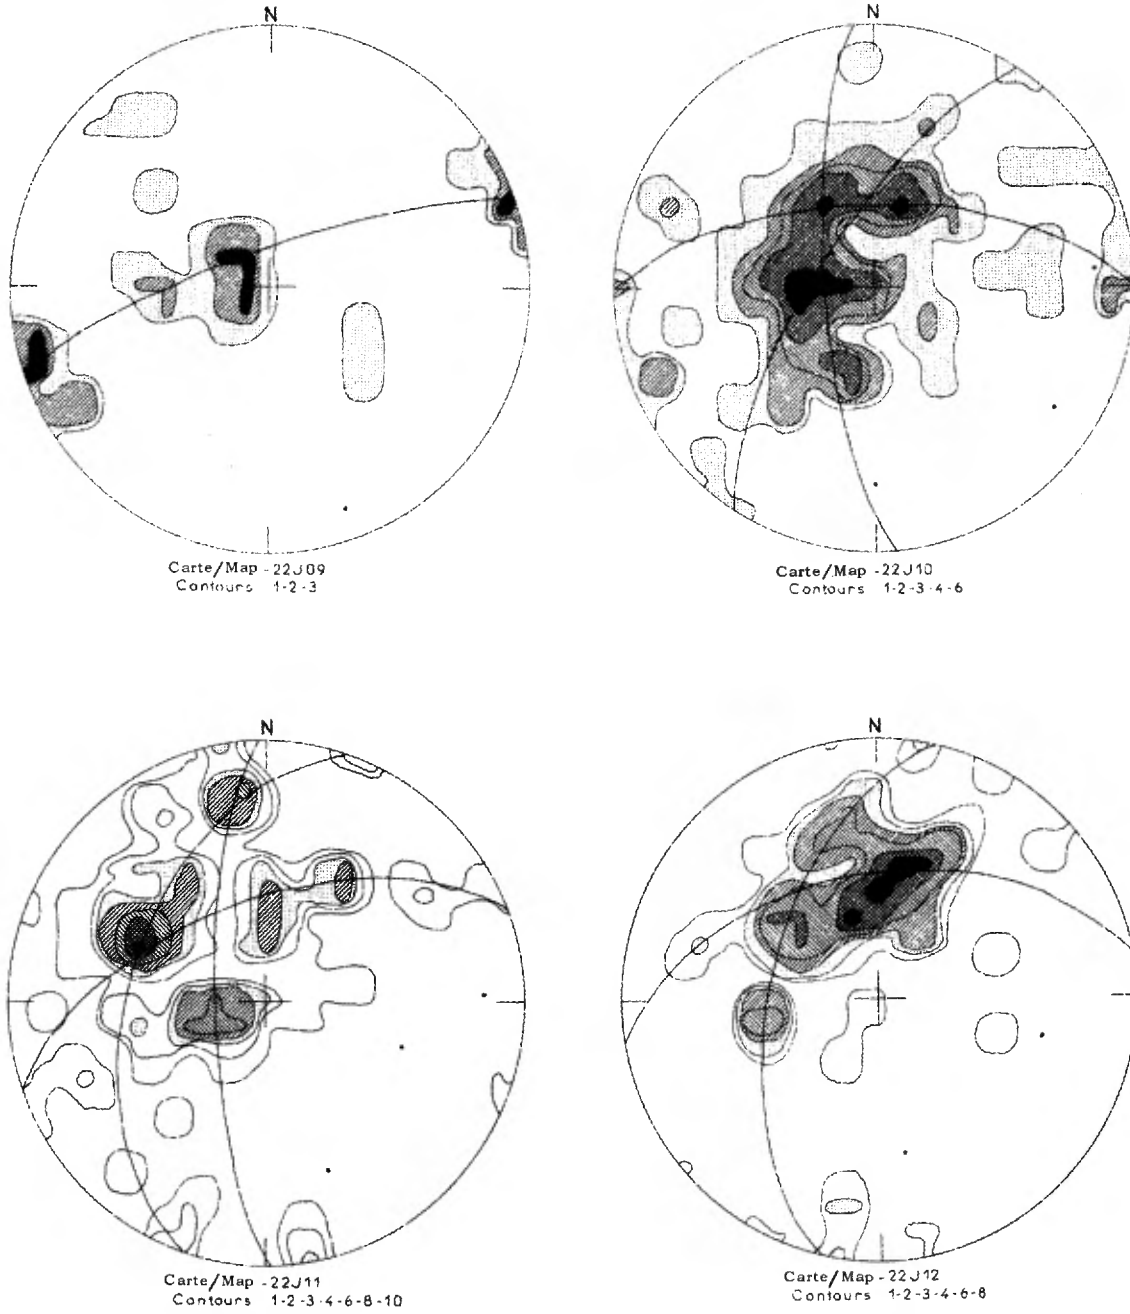 N
N
Carte/Map - 22J09
Contours 1-2-3
Carte/Map - 22J10
Contours 1-2-3-4-6
N
N
Carte/Map - 22J11
Contours 1-2-3-4-6-8-10
Carte/Map - 22J12
Contours 1-2-3-4-6-8